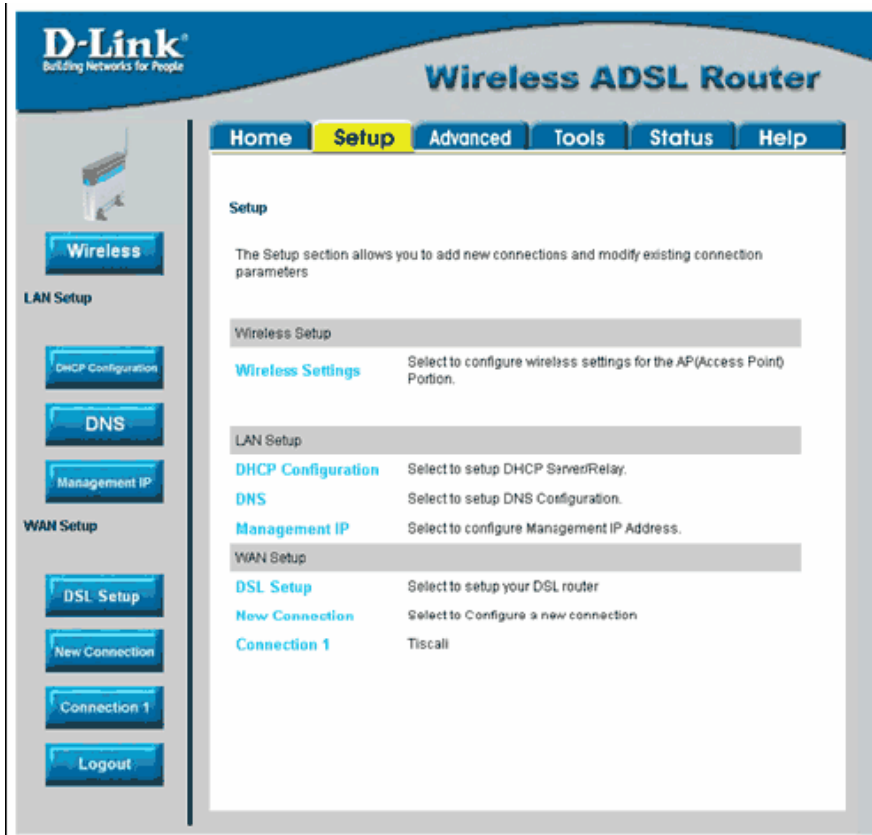 D-Link®
Building Networks for People
Wireless ADSL Router
Home Setup Advanced Tools Status Help
Wireless
LAN Setup
DHCP Configuration
DNS
Management IP
WAN Setup
DSL Setup
New Connection
Connection 1
Logout
Setup
The Setup section allows you to add new connections and modify existing connection
parameters
Wireless Setup
Wireless Settings Select to configure wireless settings for the AP(Access Point)
Portion.
LAN Setup
DHCP Configuration Select to setup DHCP Server/Relay.
DNS Select to setup DNS Configuration.
Management IP Select to configure Management IP Address.
WAN Setup
DSL Setup Select to setup your DSL router
New Connection Select to Configure a new connection
Connection 1 Tiscali